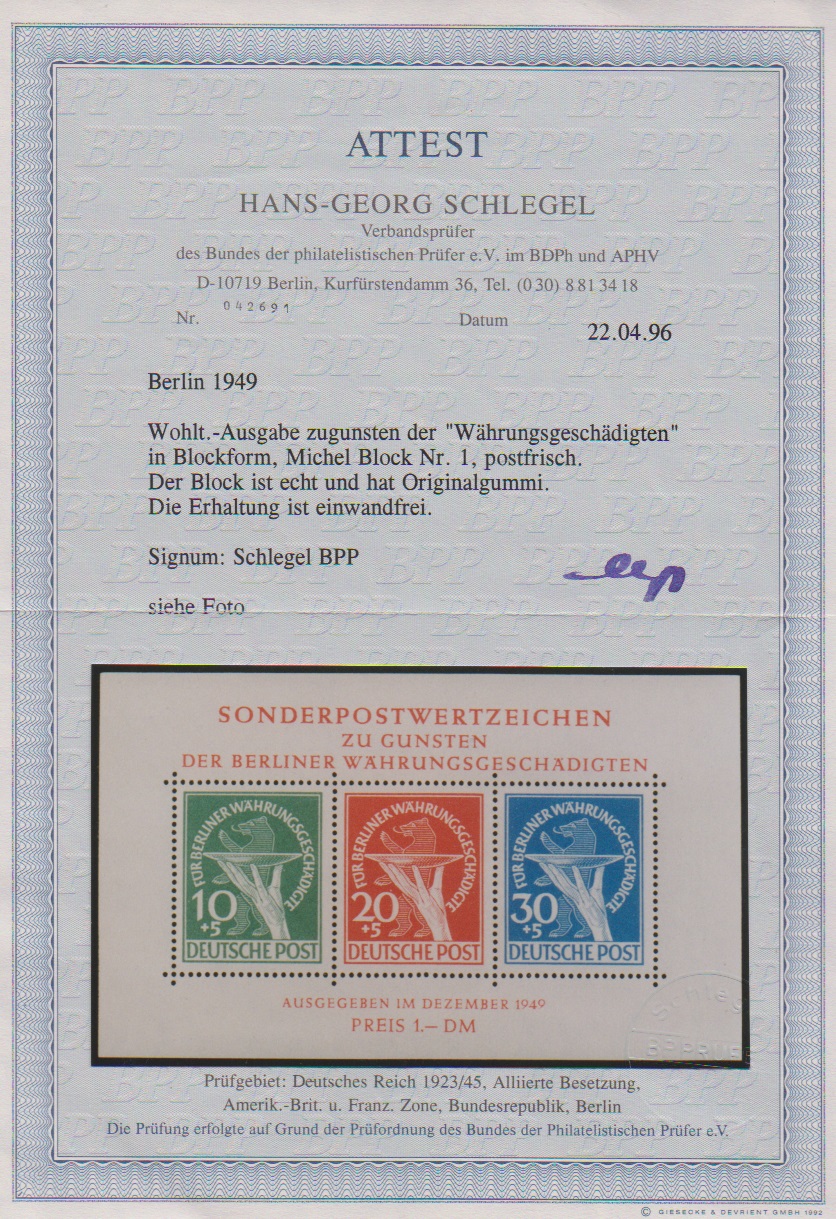 ATTEST
HANS-GEORG SCHLEGEL
Verbandsprüfer
des Bundes der philatelistischen Prüfer e.V. im BDPh und APHV
D-10719 Berlin, Kurfürstendamm 36, Tel. (0 30) 8 81 34 18
Nr. 042691 Datum 22.04.96
Berlin 1949
Wohlt.-Ausgabe zugunsten der "Währungsgeschädigten"
in Blockform, Michel Block Nr. 1, postfrisch.
Der Block ist echt und hat Originalgummi.
Die Erhaltung ist einwandfrei.
Signum: Schlegel BPP
siehe Foto
SONDERPOSTWERTZEICHEN
ZU GUNSTEN
DER BERLINER WÄHRUNGSGESCHÄDIGTEN
FÜR BERLINER WÄHRUNGSGESCHÄDIGTE
10
+5
DEUTSCHE POST
FÜR BERLINER WÄHRUNGSGESCHÄDIGTE
20
+5
DEUTSCHE POST
FÜR BERLINER WÄHRUNGSGESCHÄDIGTE
30
+5
DEUTSCHE POST
AUSGEGEBEN IM DEZEMBER 1949
PREIS 1.– DM
Prüfgebiet: Deutsches Reich 1923/45, Alliierte Besetzung,
Amerik.-Brit. u. Franz. Zone, Bundesrepublik, Berlin
Die Prüfung erfolgte auf Grund der Prüfordnung des Bundes der Philatelistischen Prüfer e.V.
© GIESECKE & DEVRIENT GMBH 1992